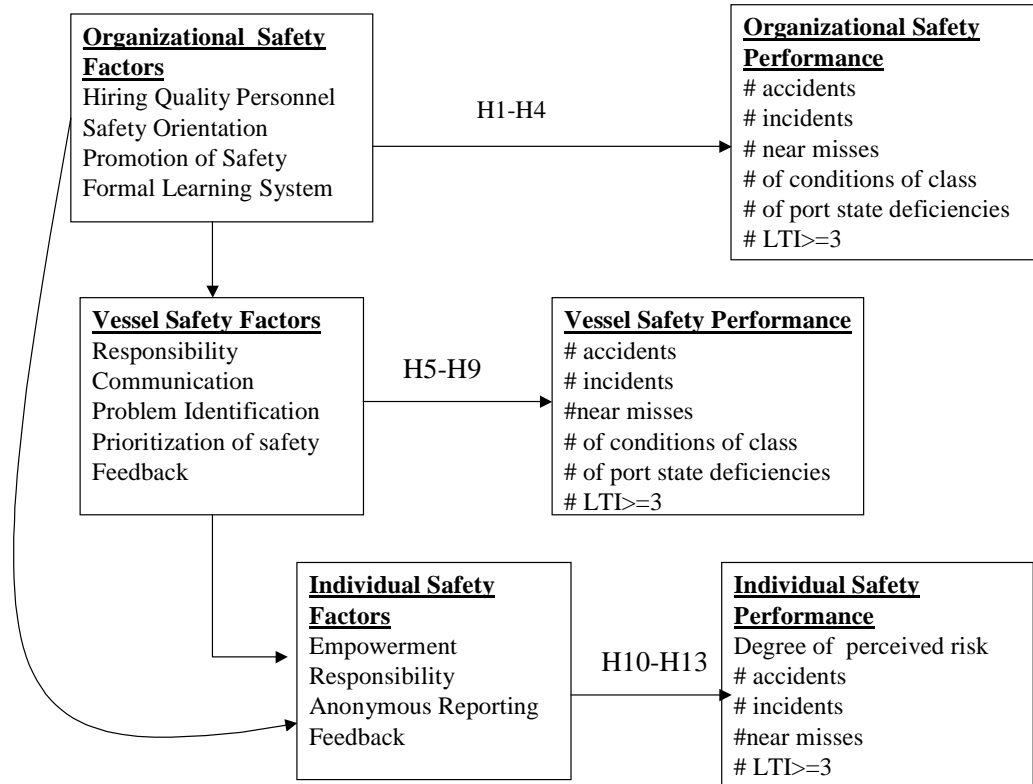 Organizational Safety
Factors
Hiring Quality Personnel
Safety Orientation
Promotion of Safety
Formal Learning System
H1-H4
Organizational Safety
Performance
# accidents
# incidents
# near misses
# of conditions of class
# of port state deficiencies
# LTI>=3
Vessel Safety Factors
Responsibility
Communication
Problem Identification
Prioritization of safety
Feedback
H5-H9
Vessel Safety Performance
# accidents
# incidents
#near misses
# of conditions of class
# of port state deficiencies
# LTI>=3
Individual Safety
Factors
Empowerment
Responsibility
Anonymous Reporting
Feedback
H10-H13
Individual Safety
Performance
Degree of perceived risk
# accidents
# incidents
#near misses
# LTI>=3